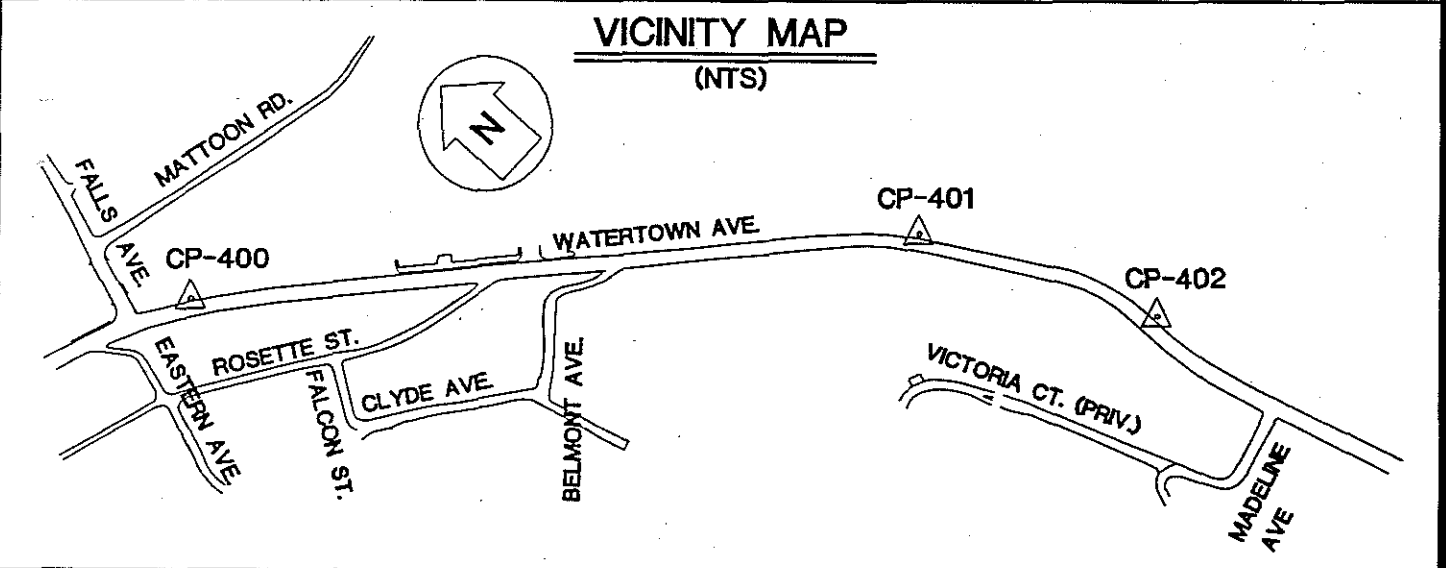 VICINITY MAP
(NTS)
MATTOON RD.
FALLS
AVE.
N
CP-400
WATERTOWN AVE.
CP-401
CP-402
ROSETTE ST.
EASTERN AVE.
FALCON ST.
CLYDE AVE.
BELMONT AVE.
VICTORIA CT. (PRIV.)
MADELINE
AVE